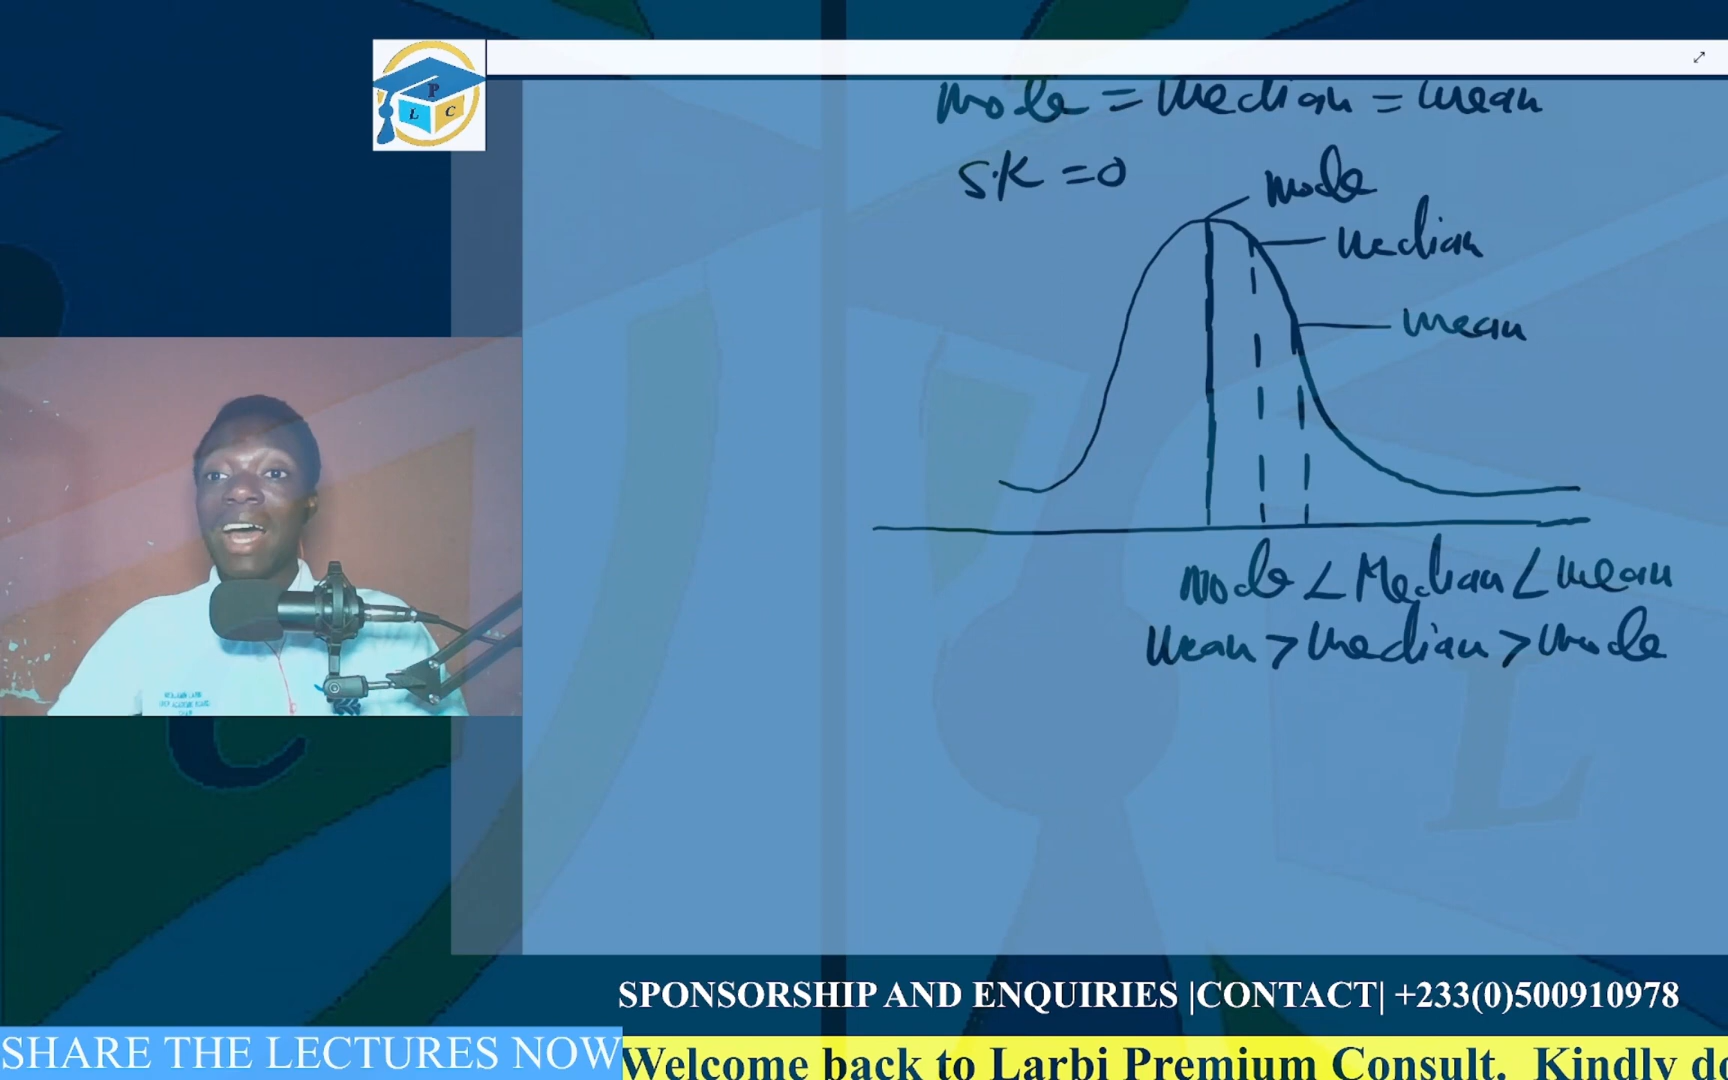 P
L C
mode = median = mean
S.K = 0
mode
median
mean
mode < Median < mean
mean > median > mode
SPONSORSHIP AND ENQUIRIES |CONTACT| +233(0)500910978
SHARE THE LECTURES NOW
Welcome back to Larbi Premium Consult. Kindly do